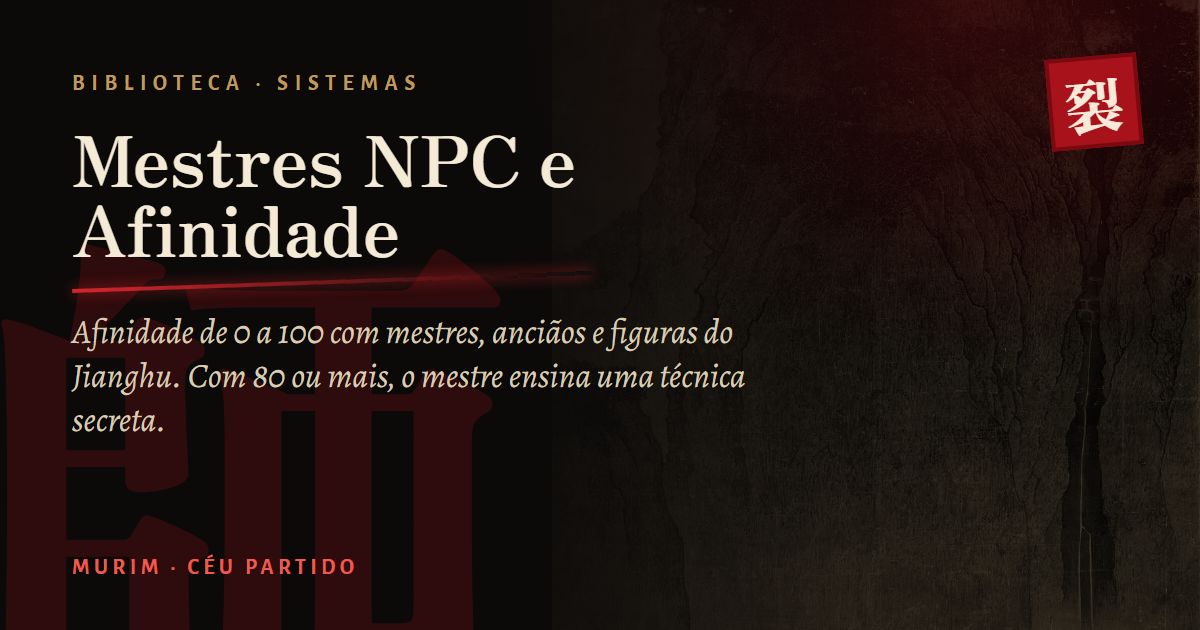 BIBLIOTECA · SISTEMAS
裂
Mestres NPC e
Afinidade
Afinidade de 0 a 100 com mestres, anciãos e figuras do
Jianghu. Com 80 ou mais, o mestre ensina uma técnica
secreta.
師
MURIM · CÉU PARTIDO